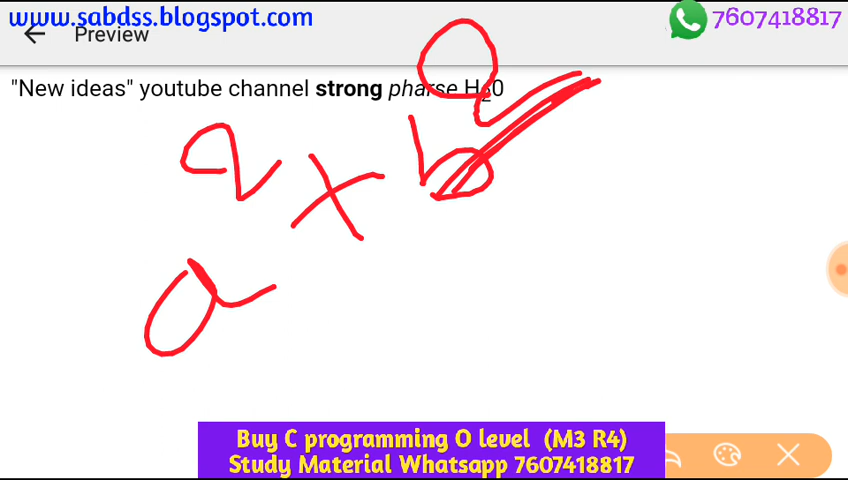 www.sabdss.blogspot.com
7607418817
Preview
"New ideas" youtube channel strong pharse H20
a x b
a
Buy C programming O level (M3 R4)
Study Material Whatsapp 7607418817